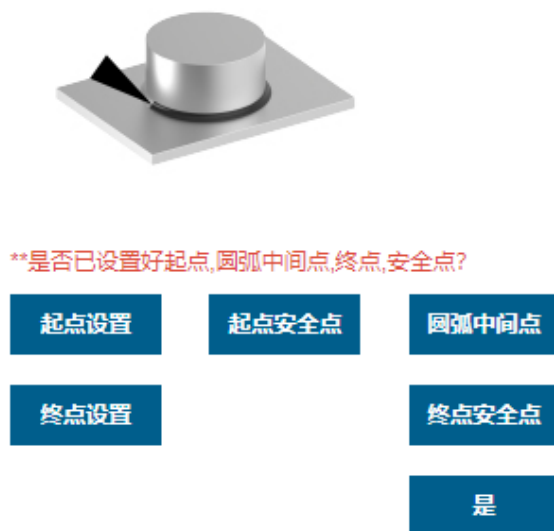 **是否已设置好起点,圆弧中间点,终点,安全点?
起点设置 起点安全点 圆弧中间点
终点设置 终点安全点
是